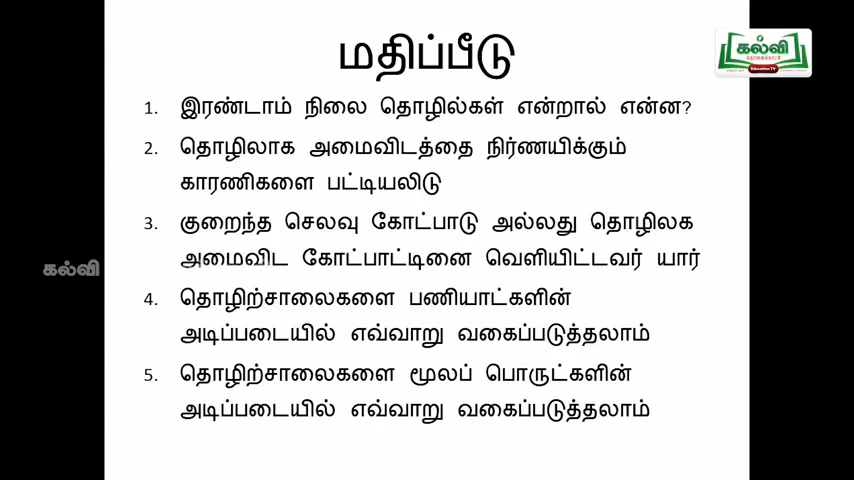 மதிப்பீடு
கல்வி
தொலைக்காட்சி
Education TV
1. இரண்டாம் நிலை தொழில்கள் என்றால் என்ன?
2. தொழிலாக அமைவிடத்தை நிர்ணயிக்கும்
காரணிகளை பட்டியலிடு
3. குறைந்த செலவு கோட்பாடு அல்லது தொழிலக
அமைவிட கோட்பாட்டினை வெளியிட்டவர் யார்
கல்வி
4. தொழிற்சாலைகளை பணியாட்களின்
அடிப்படையில் எவ்வாறு வகைப்படுத்தலாம்
5. தொழிற்சாலைகளை மூலப் பொருட்களின்
அடிப்படையில் எவ்வாறு வகைப்படுத்தலாம்